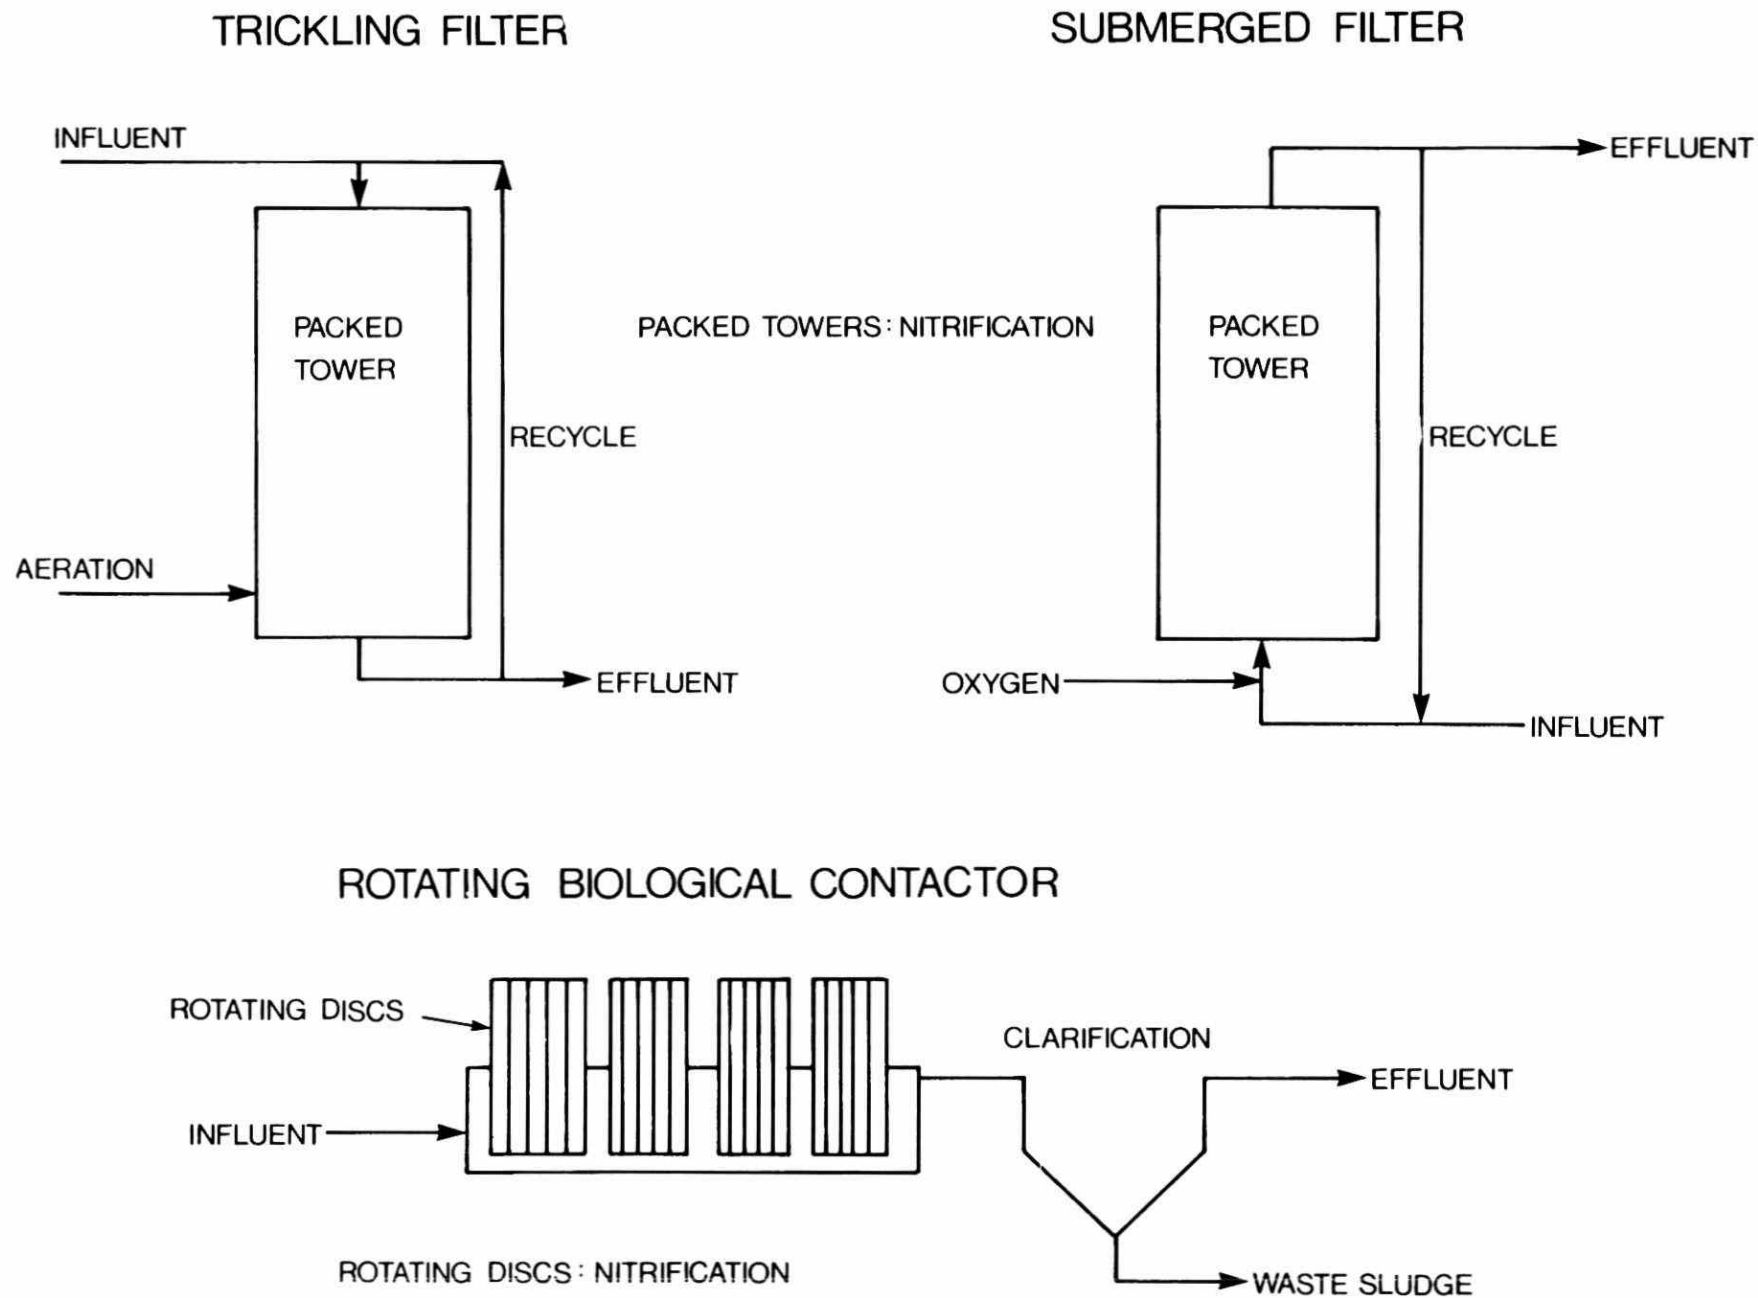 TRICKLING FILTER
SUBMERGED FILTER
INFLUENT
EFFLUENT
PACKED
TOWER
PACKED TOWERS: NITRIFICATION
PACKED
TOWER
RECYCLE
RECYCLE
AERATION
EFFLUENT
OXYGEN
INFLUENT
ROTATING BIOLOGICAL CONTACTOR
ROTATING DISCS
CLARIFICATION
EFFLUENT
INFLUENT
ROTATING DISCS: NITRIFICATION
WASTE SLUDGE